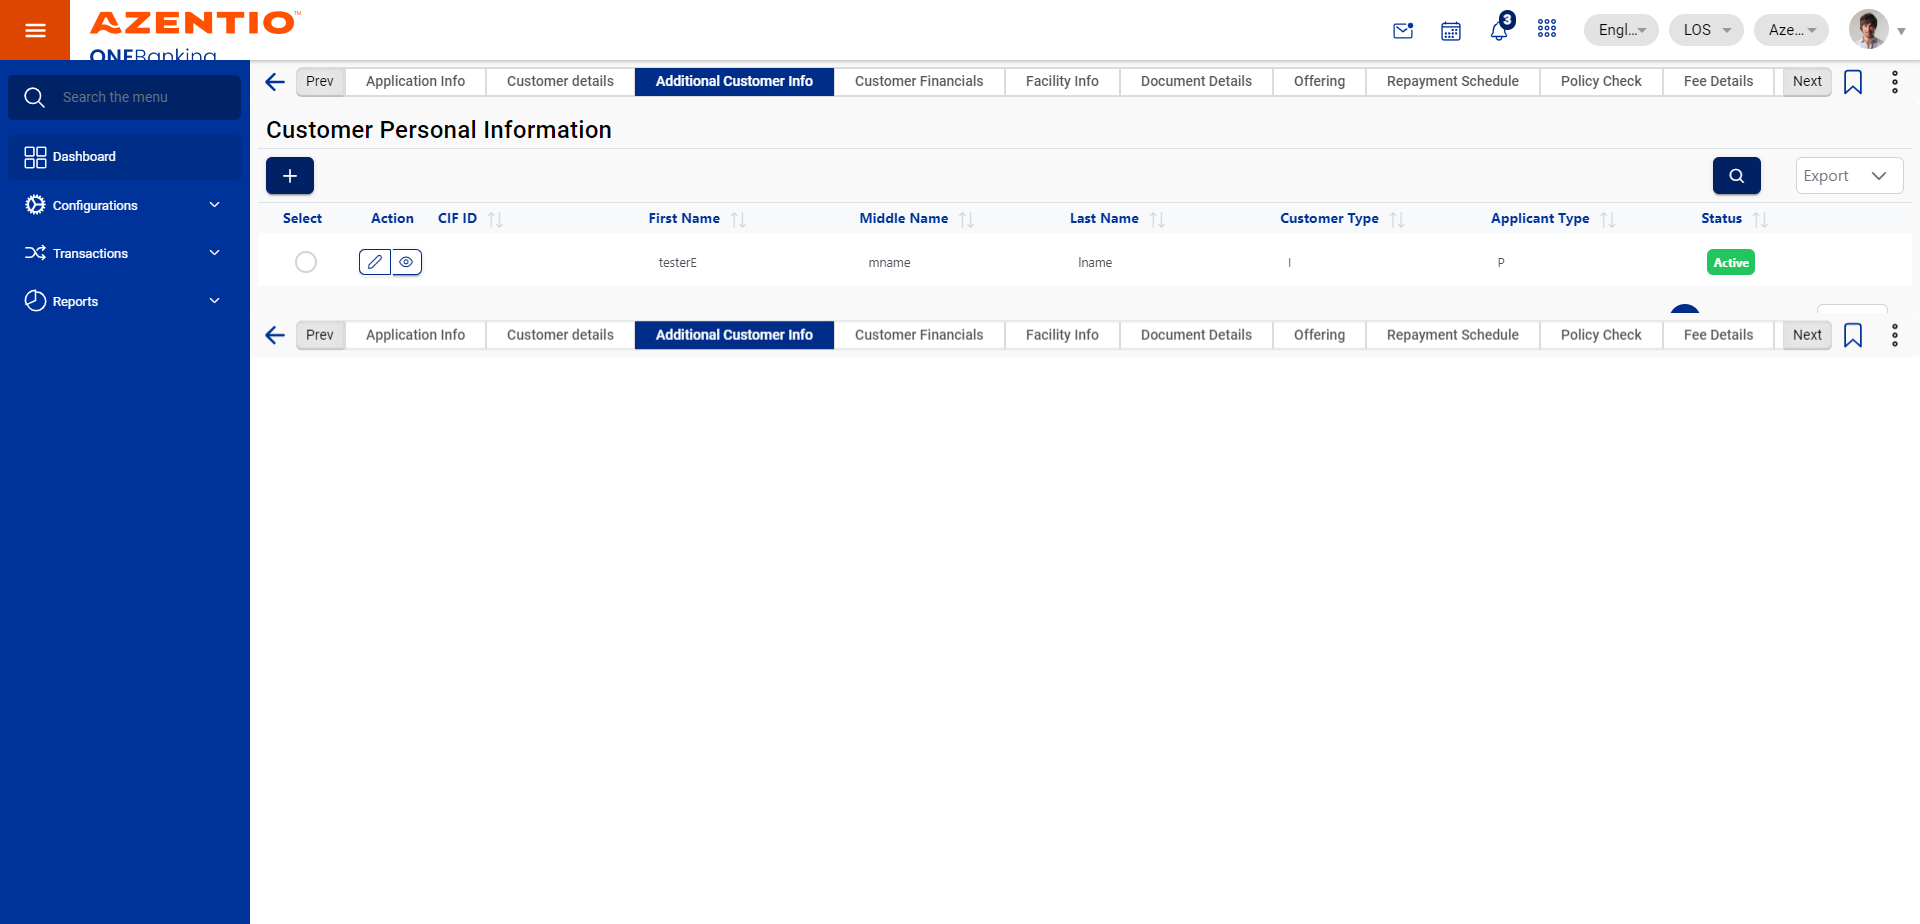 AZENTIO™
ONEBanking
3
Engl...
LOS
Aze...
Search the menu
Dashboard
Configurations
Transactions
Reports
Prev
Application Info
Customer details
Additional Customer Info
Customer Financials
Facility Info
Document Details
Offering
Repayment Schedule
Policy Check
Fee Details
Next
Customer Personal Information
+
Export
Select
Action
CIF ID
First Name
Middle Name
Last Name
Customer Type
Applicant Type
Status
testerE
mname
lname
I
P
Active
Prev
Application Info
Customer details
Additional Customer Info
Customer Financials
Facility Info
Document Details
Offering
Repayment Schedule
Policy Check
Fee Details
Next